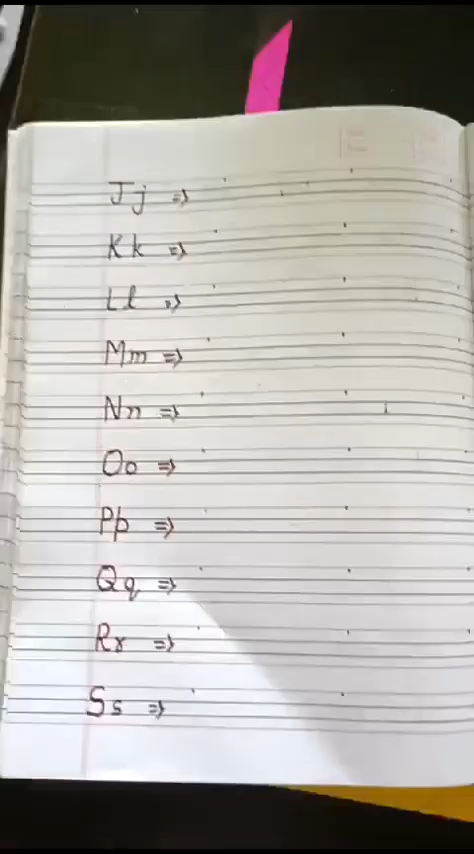 Jj ⇒
Kk ⇒
Ll ⇒
Mm ⇒
Nn ⇒
Oo ⇒
Pp ⇒
Qq ⇒
Rr ⇒
Ss ⇒